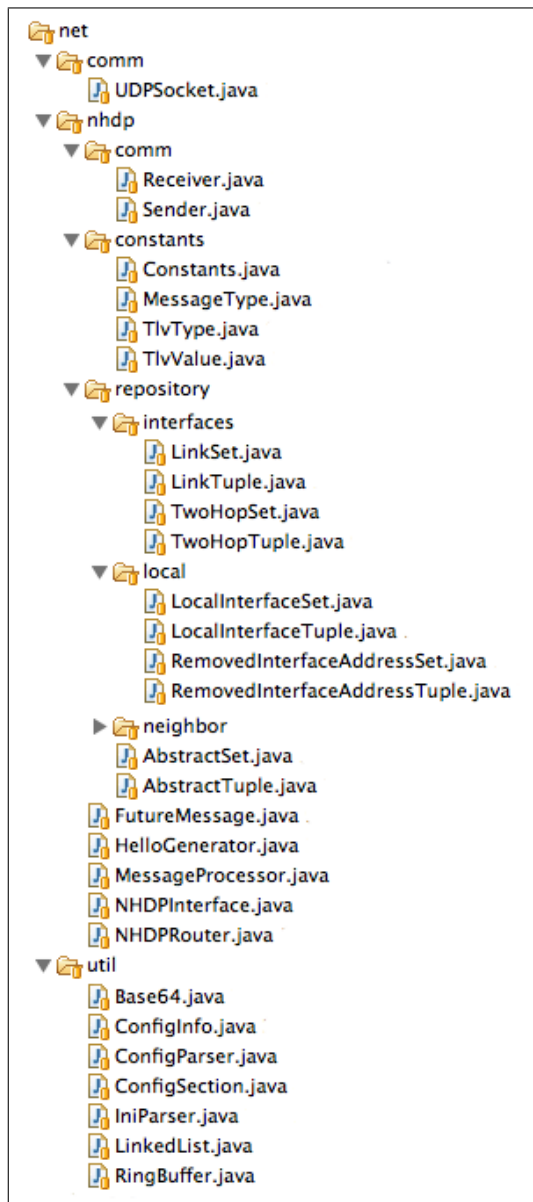 net
comm
UDPSocket.java
nhdp
comm
Receiver.java
Sender.java
constants
Constants.java
MessageType.java
TlvType.java
TlvValue.java
repository
interfaces
LinkSet.java
LinkTuple.java
TwoHopSet.java
TwoHopTuple.java
local
LocalInterfaceSet.java
LocalInterfaceTuple.java
RemovedInterfaceAddressSet.java
RemovedInterfaceAddressTuple.java
neighbor
AbstractSet.java
AbstractTuple.java
FutureMessage.java
HelloGenerator.java
MessageProcessor.java
NHDPInterface.java
NHDPRouter.java
util
Base64.java
ConfigInfo.java
ConfigParser.java
ConfigSection.java
IniParser.java
LinkedList.java
RingBuffer.java